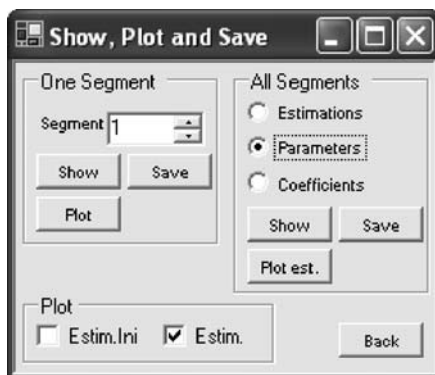 Show, Plot and Save
One Segment
Segment 1
Show Save
Plot
All Segments
Estimations
Parameters
Coefficients
Show Save
Plot est.
Plot
Estim.Ini Estim.
Back